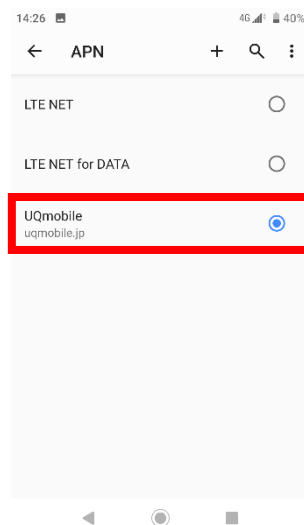 14:26 4G 40%
APN
LTE NET
LTE NET for DATA
UQmobile
uqmobile.jp